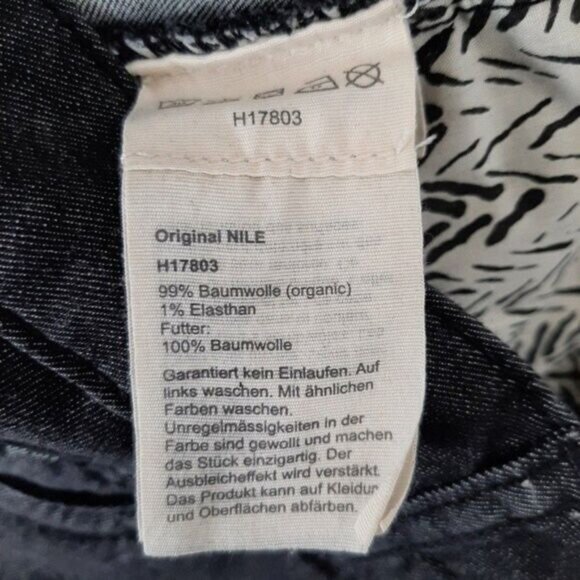 H17803
Original NILE
H17803
99% Baumwolle (organic)
1% Elasthan
Futter:
100% Baumwolle
Garantiert kein Einlaufen. Auf
links waschen. Mit ähnlichen
Farben waschen.
Unregelmässigkeiten in der
Farbe sind gewollt und machen
das Stück einzigartig. Der
Ausbleicheffekt wird verstärkt.
Das Produkt kann auf Kleidung
und Oberflächen abfärben.